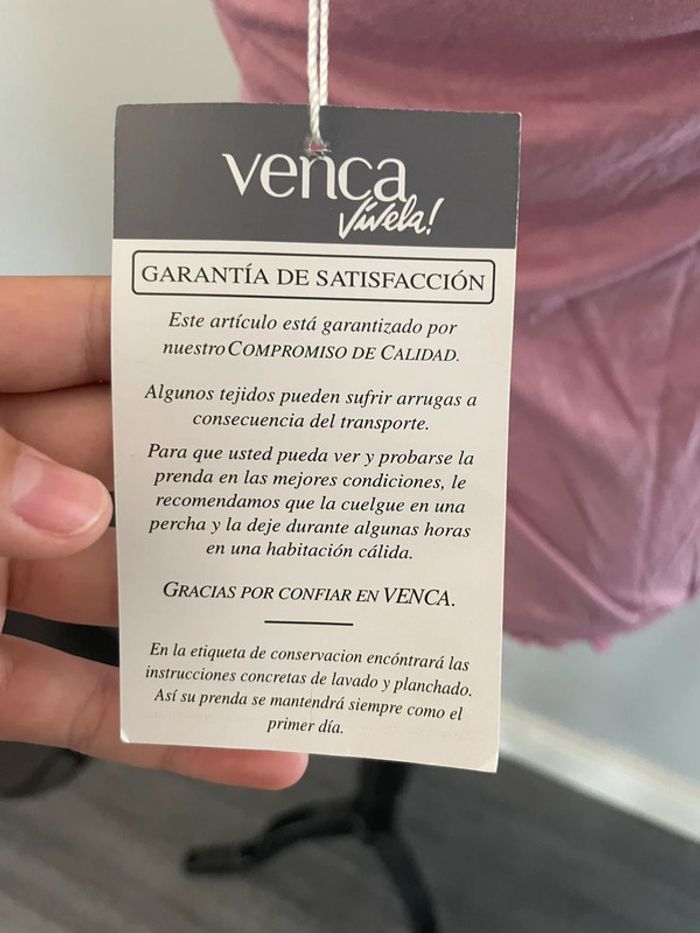 venca
Vívela!
GARANTÍA DE SATISFACCIÓN
Este artículo está garantizado por
nuestro COMPROMISO DE CALIDAD.
Algunos tejidos pueden sufrir arrugas a
consecuencia del transporte.
Para que usted pueda ver y probarse la
prenda en las mejores condiciones, le
recomendamos que la cuelgue en una
percha y la deje durante algunas horas
en una habitación cálida.
GRACIAS POR CONFIAR EN VENCA.
En la etiqueta de conservacion encóntrará las
instrucciones concretas de lavado y planchado.
Así su prenda se mantendrá siempre como el
primer día.